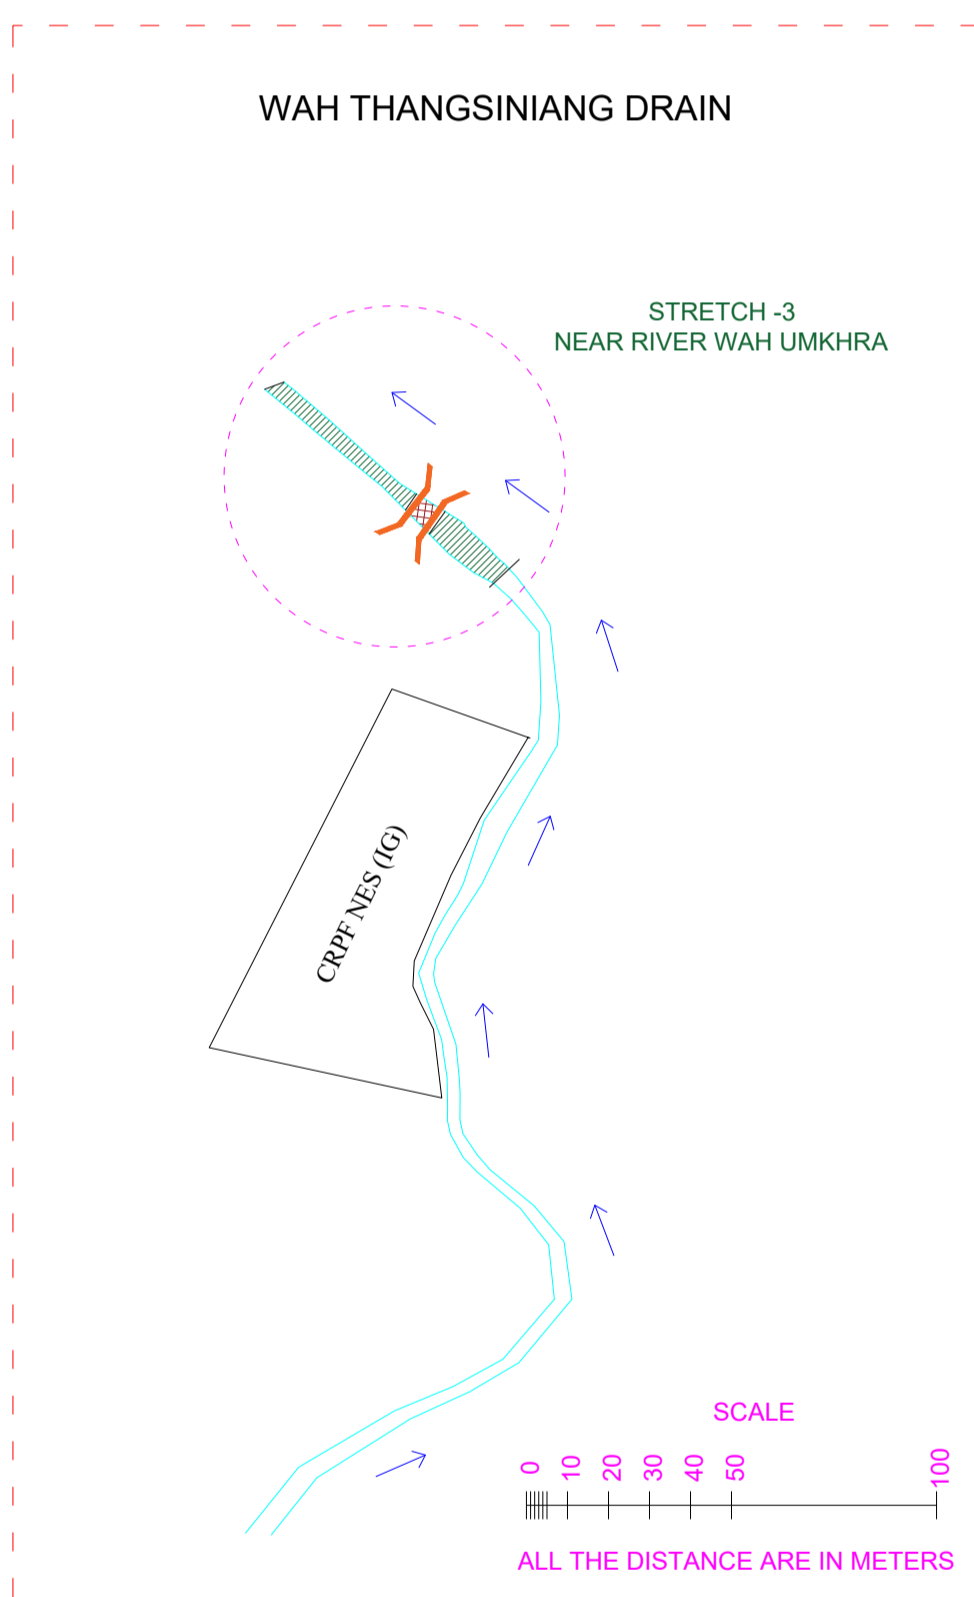 WAH THANGSINIANG DRAIN
STRETCH -3
NEAR RIVER WAH UMKHRA
CRPF NES (IG)
SCALE
0 10 20 30 40 50 100
ALL THE DISTANCE ARE IN METERS